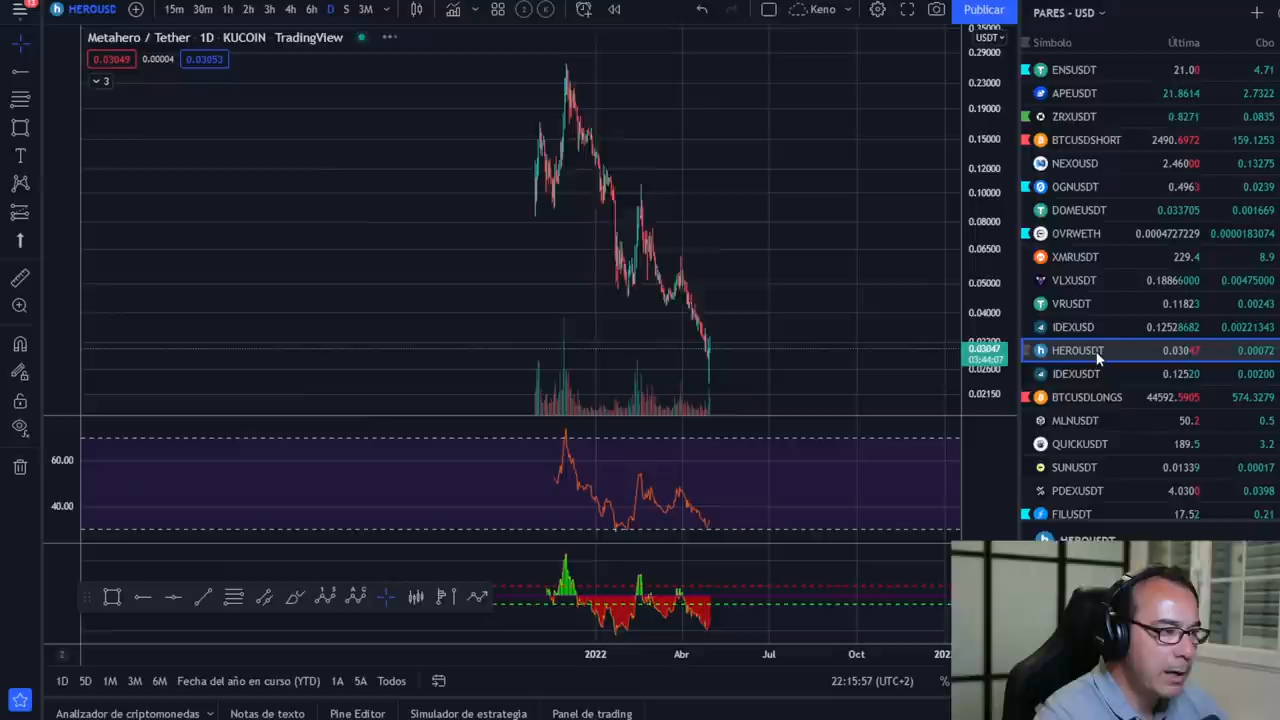 13
HEROUSD
15m 30m 1h 2h 3h 4h 6h D S 3M
Keno
Publicar
PARES - USD
Metahero / Tether · 1D · KUCOIN · TradingView
USDT
0.03049 0.00004 0.03053
3
Símbolo Última Cbo
ENSUSDT 21.00 4.71
APEUSDT 21.8614 2.7322
ZRXUSDT 0.8271 0.0835
BTCUSDSHORT 2490.6972 159.1253
NEXOUSD 2.46000 0.13275
OGNUSDT 0.4963 0.0239
DOMEUSDT 0.033705 0.001669
OVRWETH 0.0004727229 0.0000183074
XMRUSDT 229.4 8.9
VLXUSDT 0.18866000 0.00475000
VRUSDT 0.11823 0.00243
IDEXUSD 0.12528682 0.00221343
HEROUSDT 0.03047 0.00072
IDEXUSDT 0.12520 0.00200
BTCUSDLONGS 44592.5905 574.3279
MLNUSDT 50.2 0.5
QUICKUSDT 189.5 3.2
SUNUSDT 0.01339 0.00017
PDEXUSDT 4.0300 0.0398
FILUSDT 17.52 0.21
HEROUSDT
0.29000
0.23000
0.19000
0.15000
0.12000
0.10000
0.08000
0.06500
0.05000
0.04000
0.03047
03:44:07
0.02600
0.02150
60.00
40.00
2022 Abr Jul Oct
1D 5D 1M 3M 6M Fecha del año en curso (YTD) 1A 5A Todos
22:15:57 (UTC+2)
%
Analizador de criptomonedas Notas de texto Pine Editor Simulador de estrategia Panel de trading